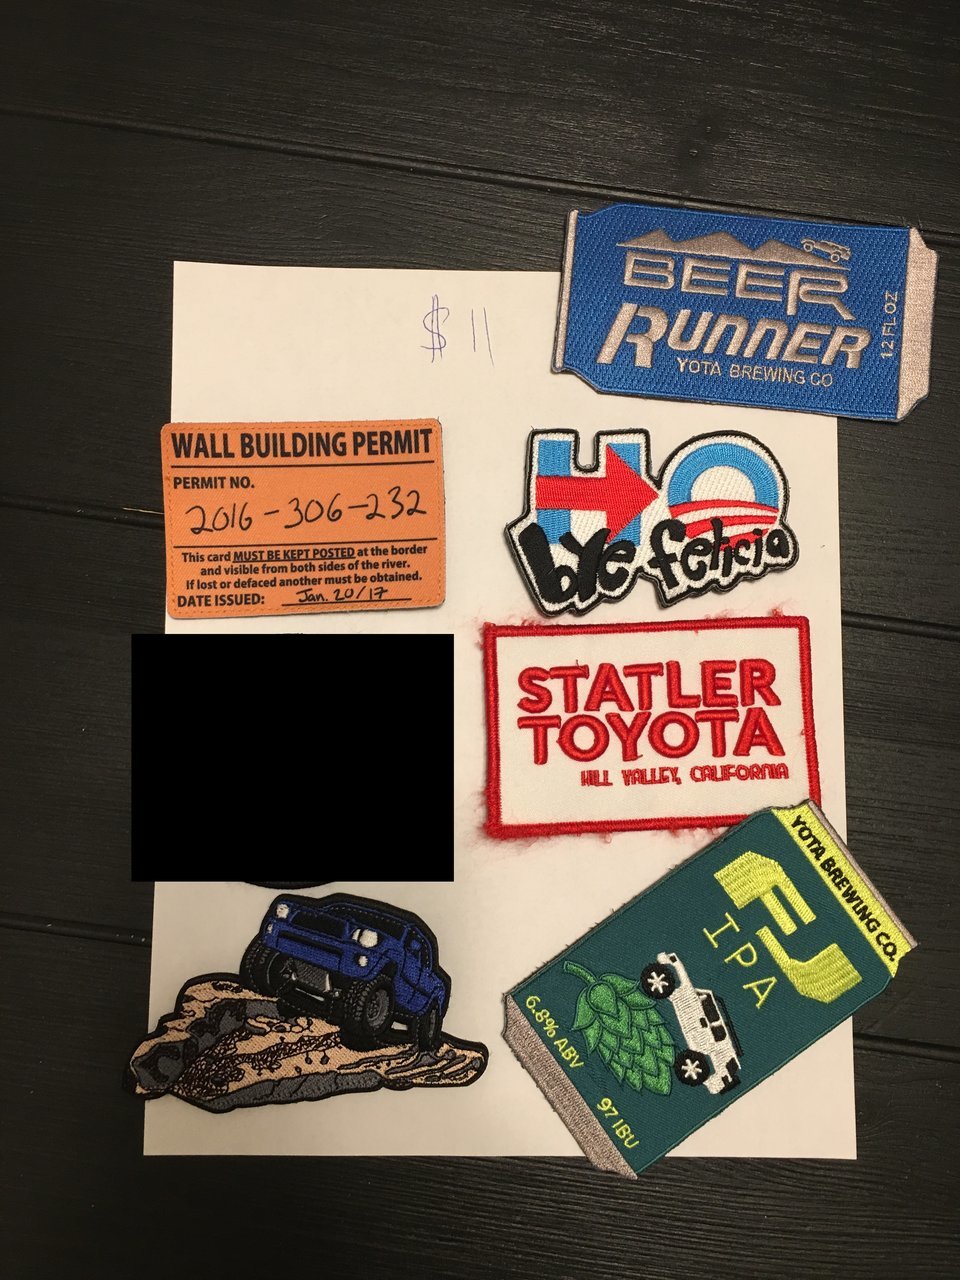 $ 11
BEER
RUNNER
YOTA BREWING CO
12 FL OZ
WALL BUILDING PERMIT
PERMIT NO.
2016-306-232
This card MUST BE KEPT POSTED at the border
and visible from both sides of the river.
If lost or defaced another must be obtained.
DATE ISSUED: Jan. 20/17
HO
bye felicia
STATLER
TOYOTA
HILL VALLEY, CALIFORNIA
YOTA BREWING CO.
FJ
IPA
6.8% ABV
97 IBU